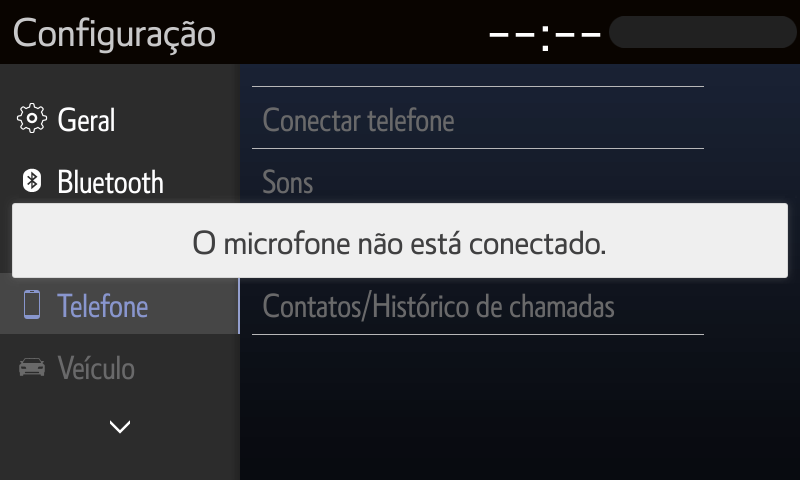 Configuração --:--
Geral
Conectar telefone
Bluetooth
Sons
O microfone não está conectado.
Telefone
Contatos/Histórico de chamadas
Veículo